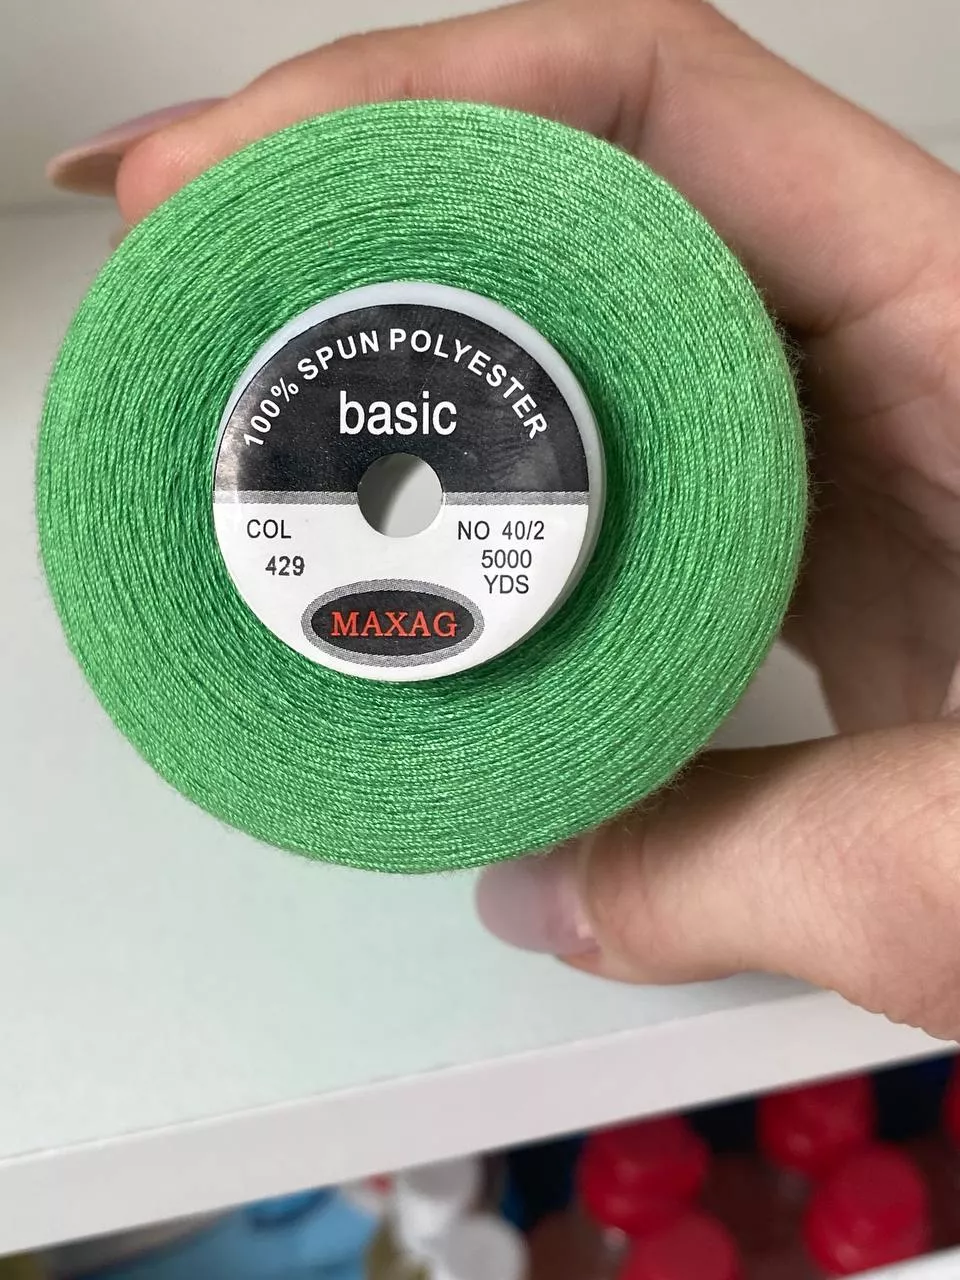 100% SPUN POLYESTER
basic
COL
429
NO 40/2
5000
YDS
MAXAG